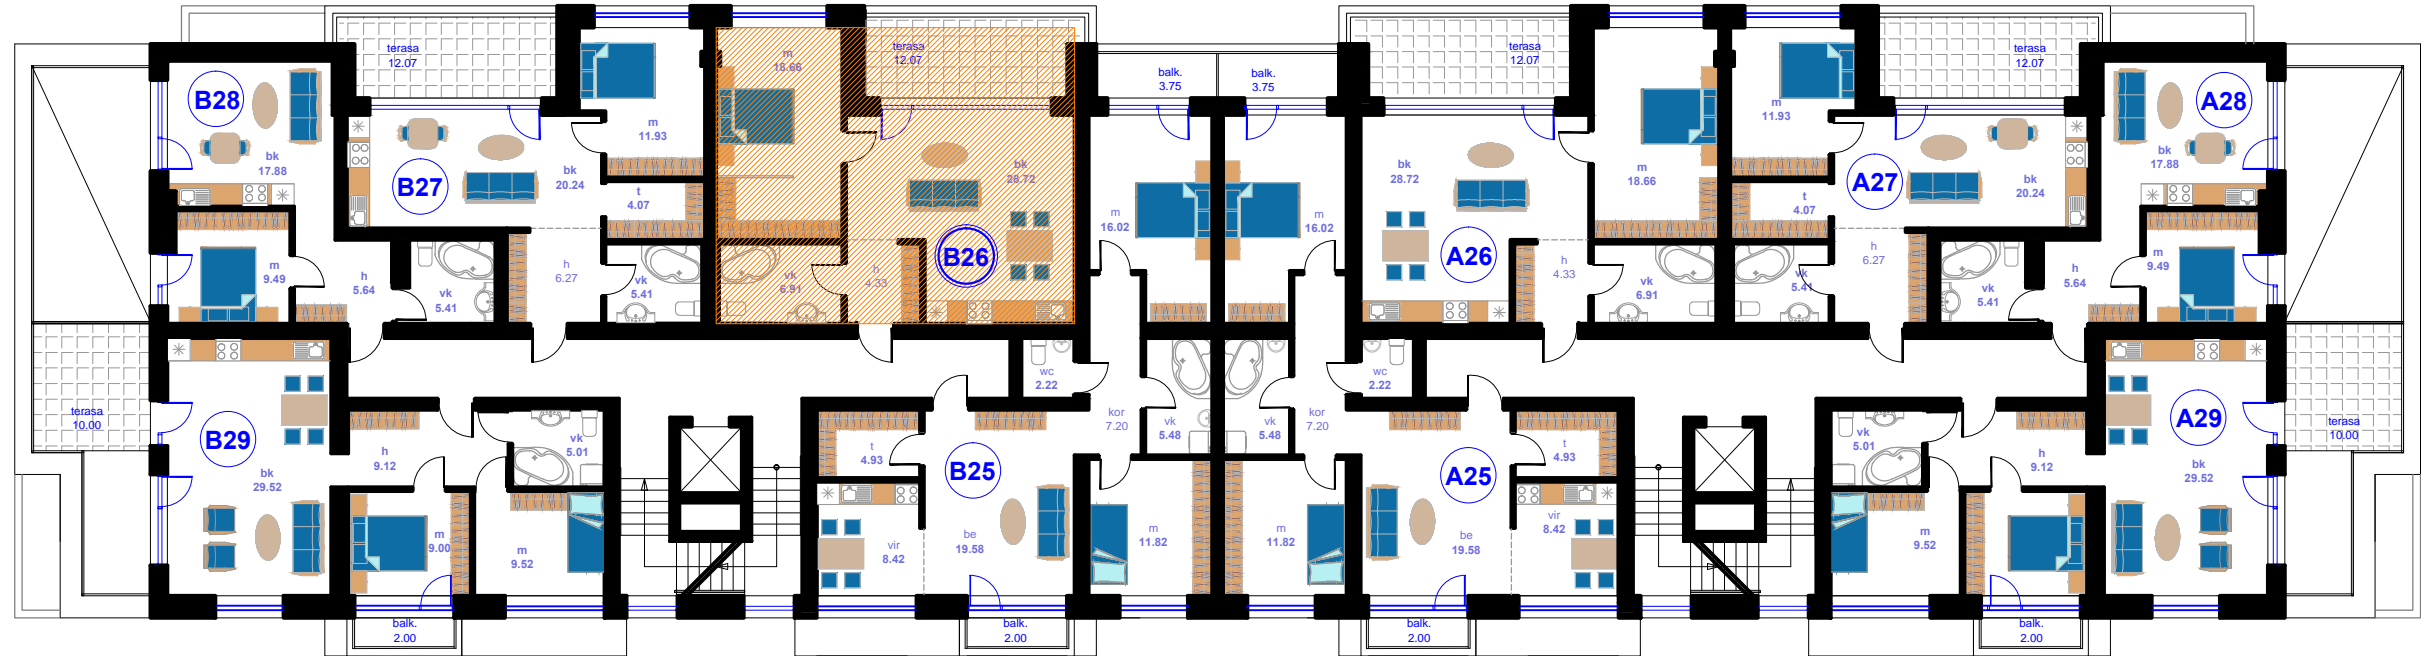 terasa
12.07
B28
bk
17.88
m
9.49
h
5.64
vk
5.41
B27
bk
20.24
m
11.93
t
4.07
h
6.27
vk
5.41
m
18.66
terasa
12.07
bk
28.72
B26
vk
6.91
h
4.33
balk.
3.75
balk.
3.75
m
16.02
m
16.02
terasa
12.07
bk
28.72
A26
m
18.66
h
4.33
vk
6.91
m
11.93
terasa
12.07
A27
bk
20.24
t
4.07
h
6.27
vk
5.41
A28
bk
17.88
m
9.49
h
5.64
vk
5.41
terasa
10.00
B29
bk
29.52
h
9.12
vk
5.01
m
9.00
m
9.52
balk.
2.00
wc
2.22
kor
7.20
vk
5.48
t
4.93
B25
vir
8.42
be
19.58
m
11.82
balk.
2.00
vk
5.48
kor
7.20
wc
2.22
m
11.82
A25
be
19.58
t
4.93
vir
8.42
balk.
2.00
vk
5.01
h
9.12
m
9.52
A29
bk
29.52
terasa
10.00
balk.
2.00